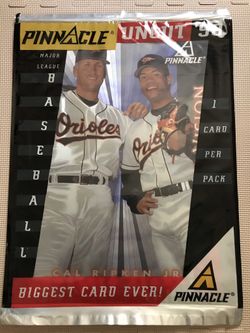 PINNACLE
UNCUT 98
MAJOR
LEAGUE
BASEBALL
PINNACLE
1
CARD
PER
PACK
Orioles
Orioles
CAL RIPKEN JR
BIGGEST CARD EVER!
PINNACLE